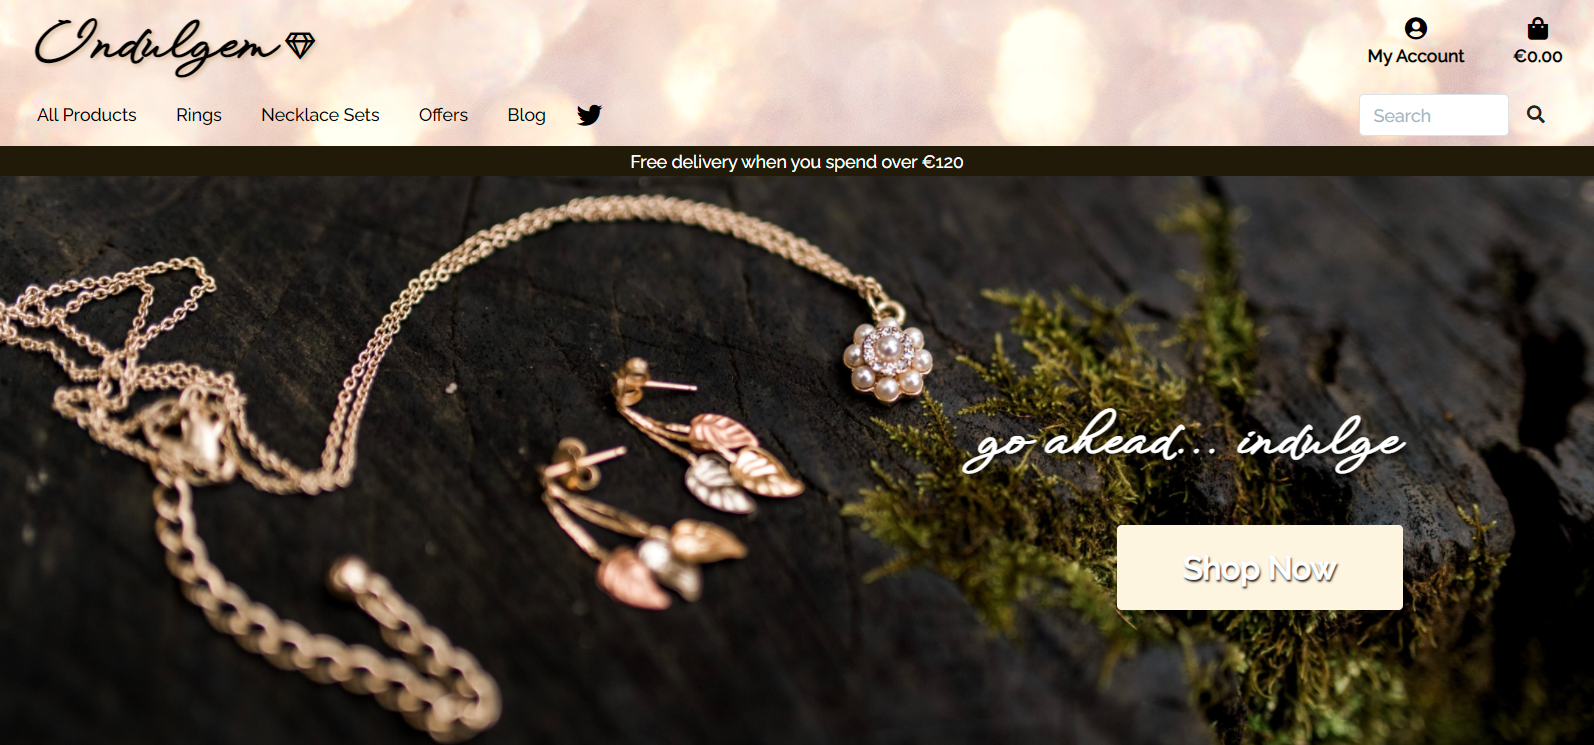 Indulgem
My Account
€0.00
All Products
Rings
Necklace Sets
Offers
Blog
Search
Free delivery when you spend over €120
go ahead... indulge
Shop Now